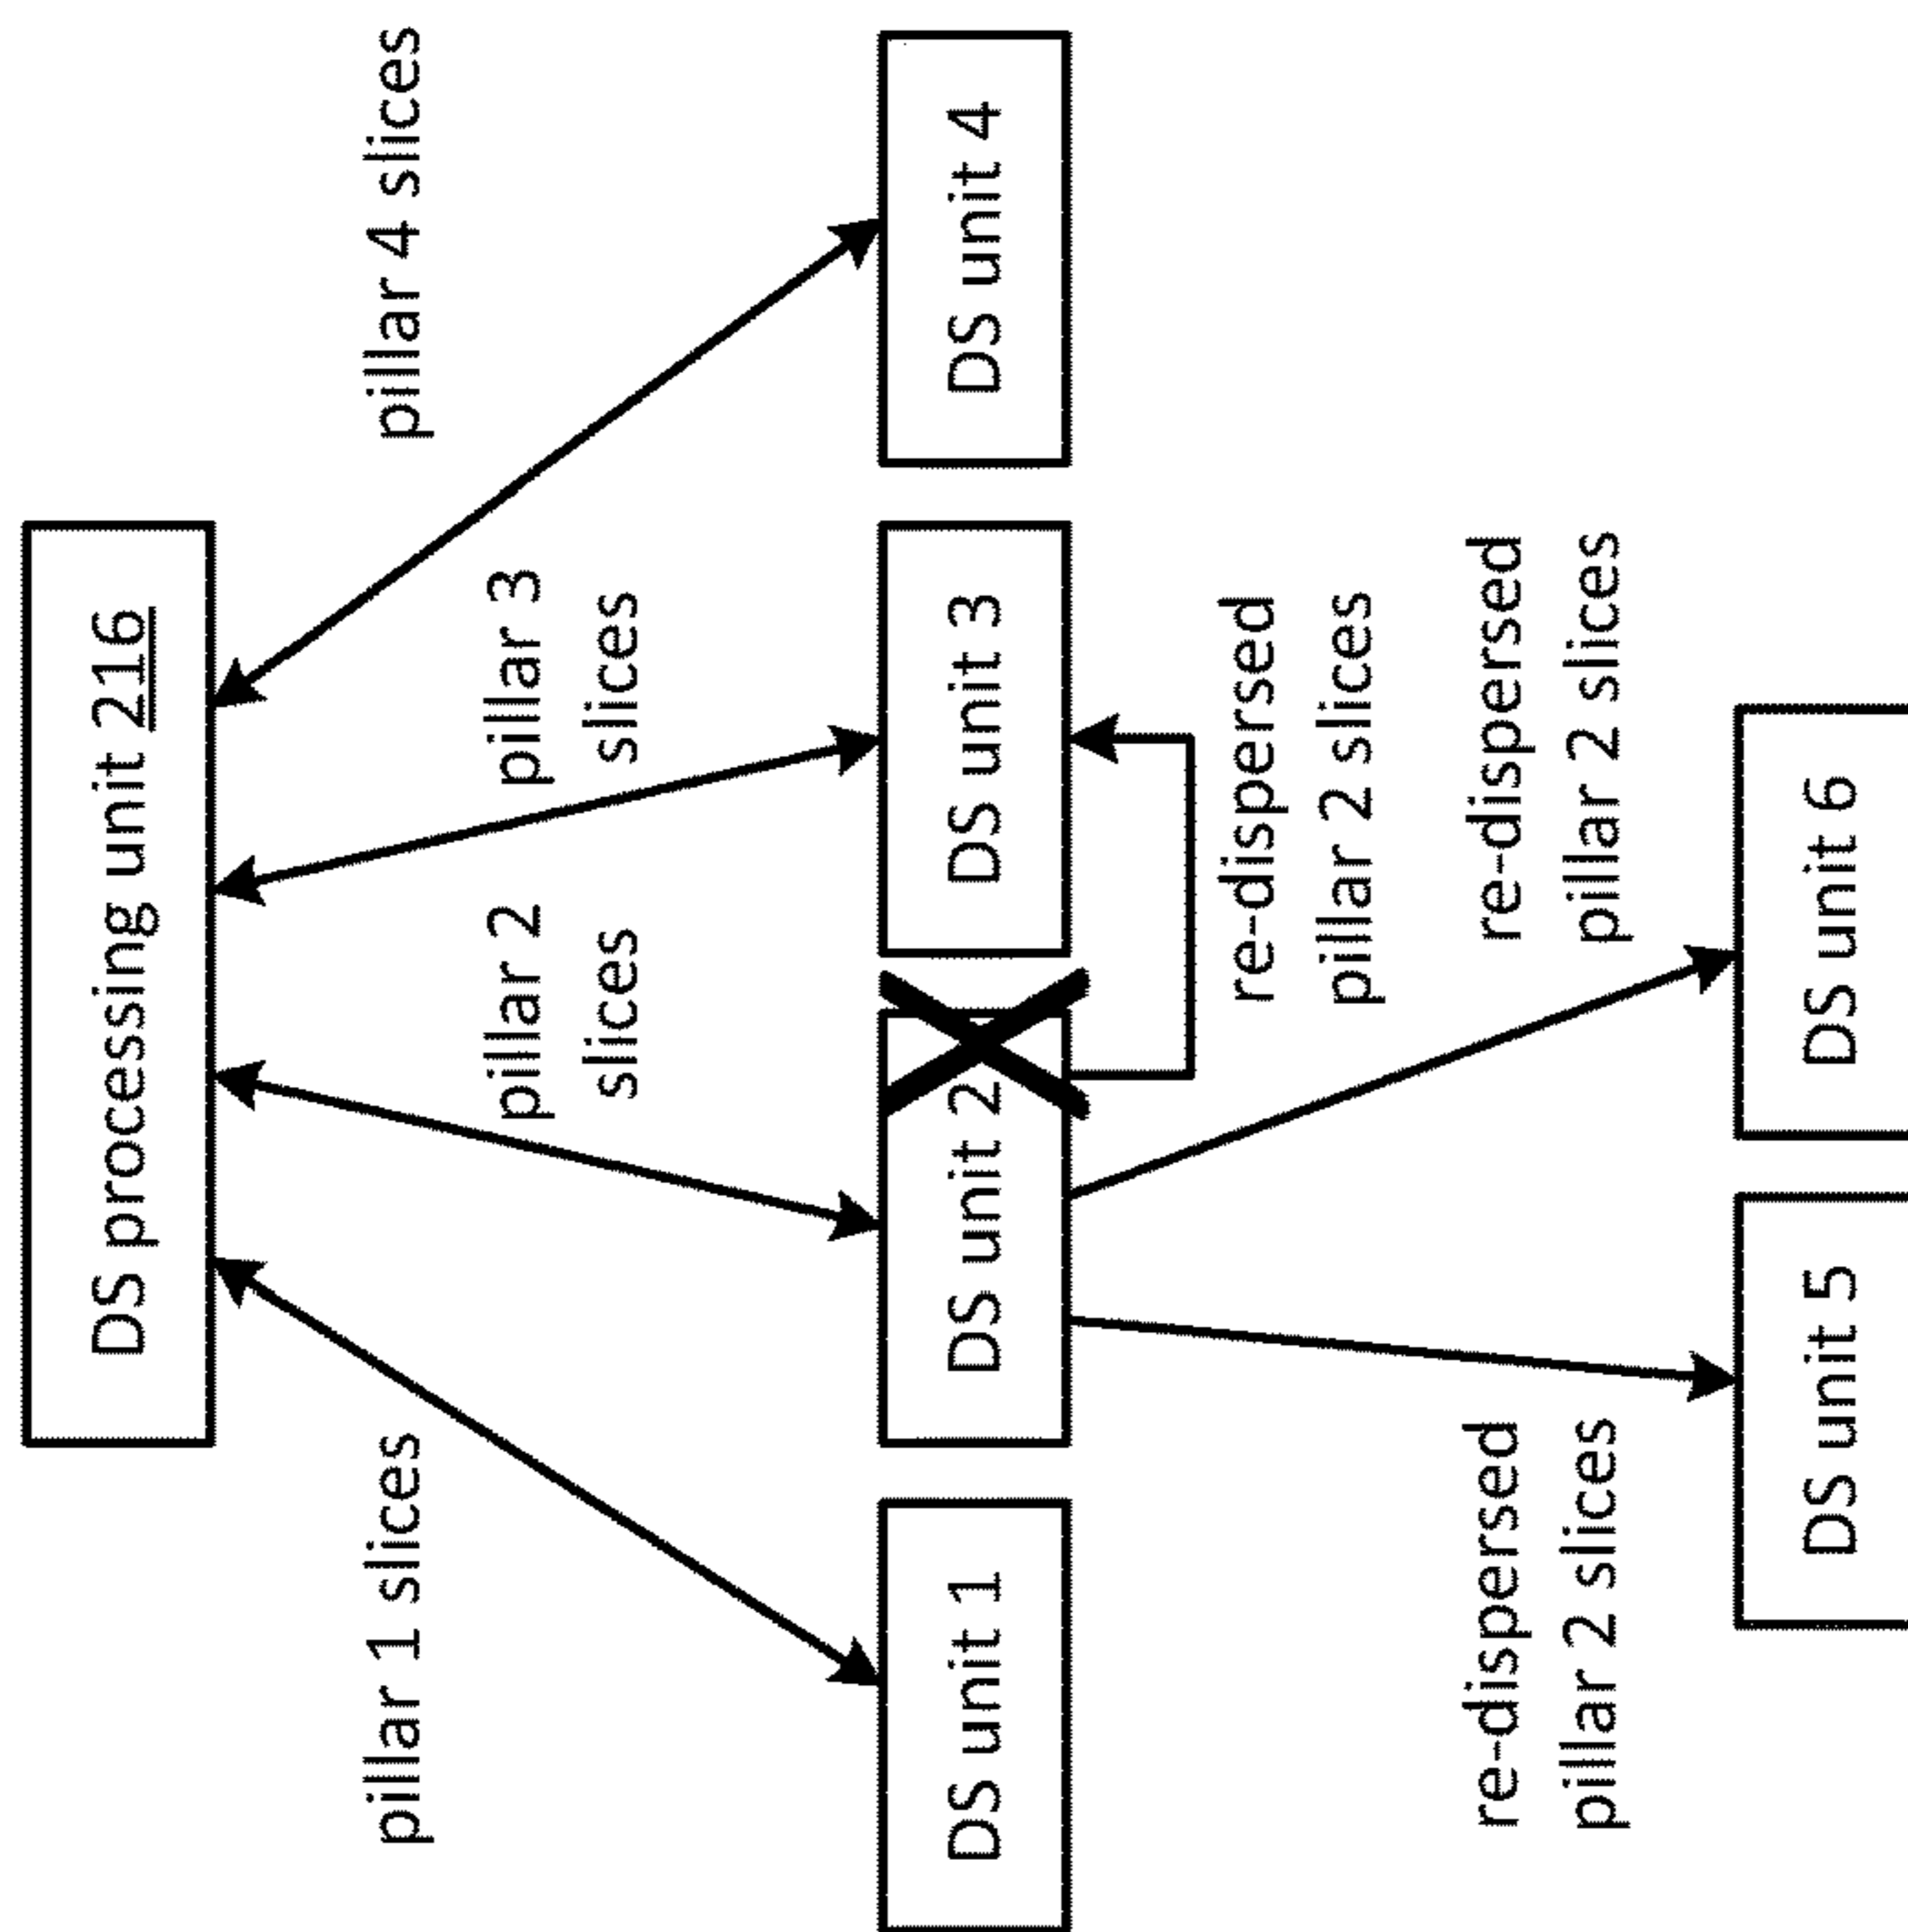 DS processing unit 216
pillar 1 slices
pillar 2
slices
pillar 3
slices
pillar 4 slices
DS unit 1
DS unit 2
DS unit 3
DS unit 4
re-dispersed
pillar 2 slices
re-dispersed
pillar 2 slices
re-dispersed
pillar 2 slices
DS unit 5
DS unit 6